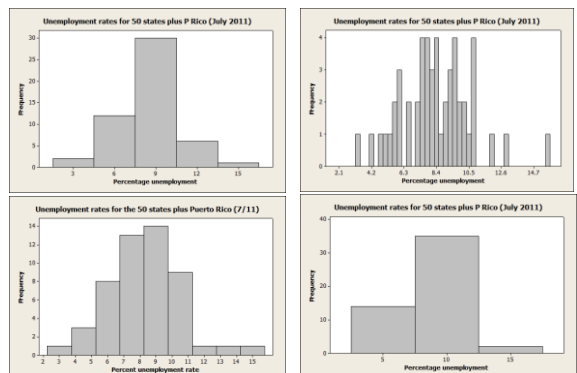 Unemployment rates for 50 states plus P Rico (July 2011)
30
25
20
15
10
5
0
Frequency
3 6 9 12 15
Percentage unemployment
Unemployment rates for 50 states plus P Rico (July 2011)
4
3
2
1
0
Frequency
2.1 4.2 6.3 8.4 10.5 12.6 14.7
Percentage unemployment
Unemployment rates for the 50 states plus Puerto Rico (7/11)
14
12
10
8
6
4
2
0
Frequency
2 3 4 5 6 7 8 9 10 11 12 13 14 15
Percent unemployment rate
Unemployment rates for 50 states plus P Rico (July 2011)
40
30
20
10
0
Frequency
5 10 15
Percentage unemployment